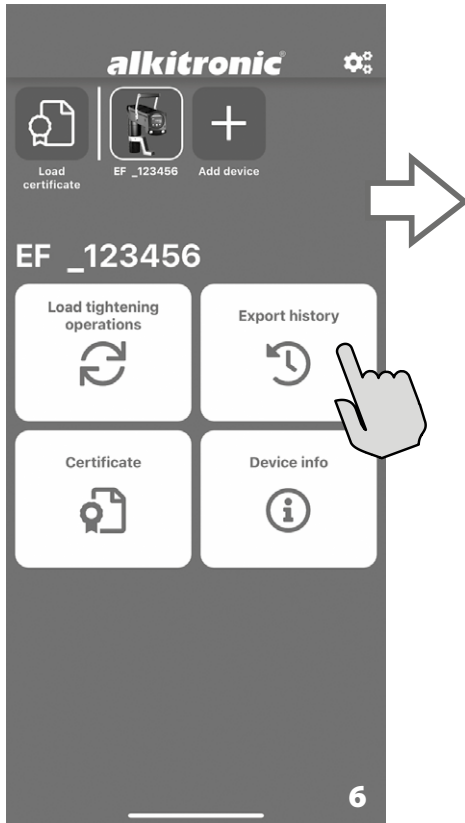 alkitronic®
Load
certificate
EF _123456
Add device
EF _123456
Load tightening
operations
Export history
Certificate
Device info
6